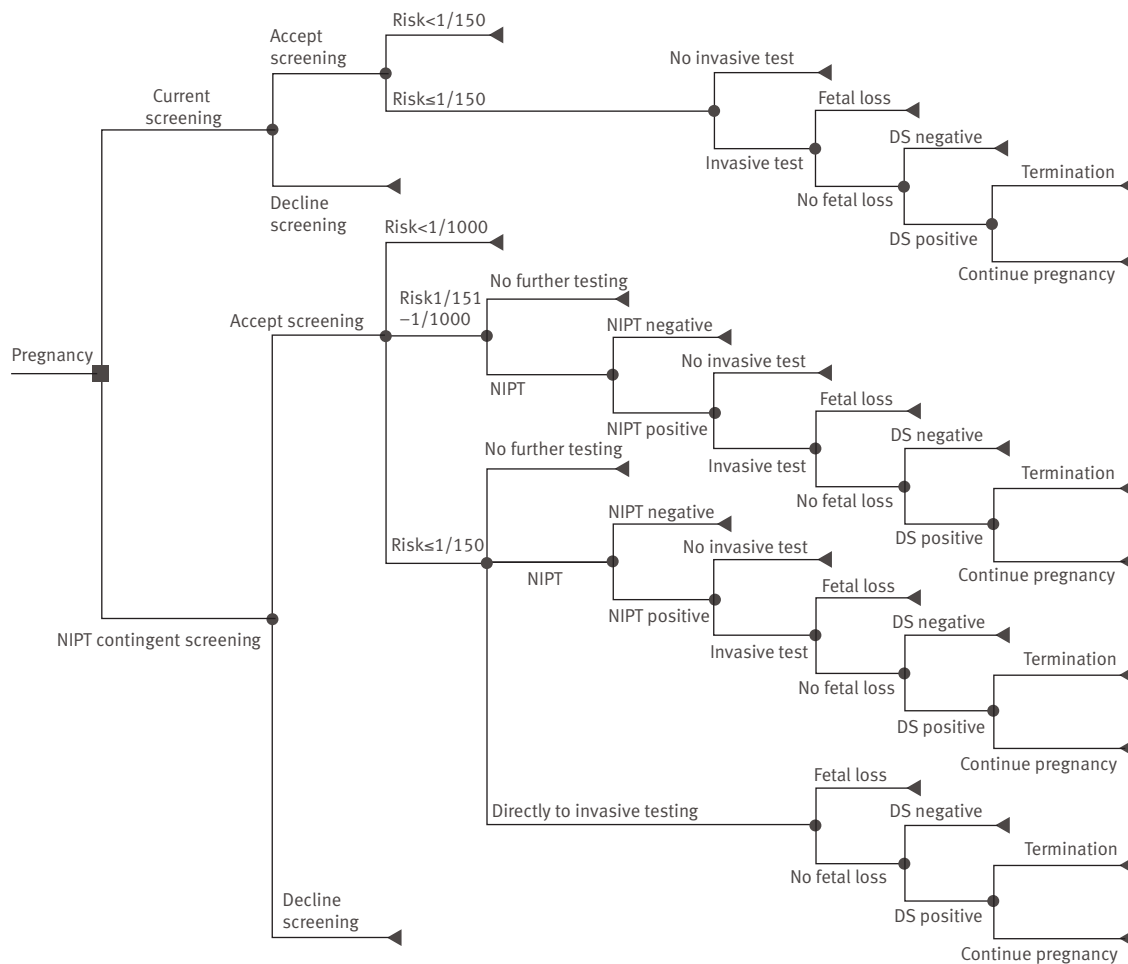 Risk<1/150
Accept
screening
No invasive test
Current
screening
Risk≤1/150
Fetal loss
DS negative
Invasive test
Termination
No fetal loss
Decline
screening
DS positive
Risk<1/1000
Continue pregnancy
No further testing
Risk1/151
–1/1000
Accept screening
NIPT negative
Pregnancy
No invasive test
NIPT
Fetal loss
NIPT positive
DS negative
No further testing
Invasive test
Termination
No fetal loss
NIPT negative
DS positive
Risk≤1/150
No invasive test
NIPT
Continue pregnancy
Fetal loss
NIPT positive
DS negative
NIPT contingent screening
Invasive test
Termination
No fetal loss
DS positive
Continue pregnancy
Fetal loss
Directly to invasive testing
DS negative
Termination
No fetal loss
Decline
screening
DS positive
Continue pregnancy